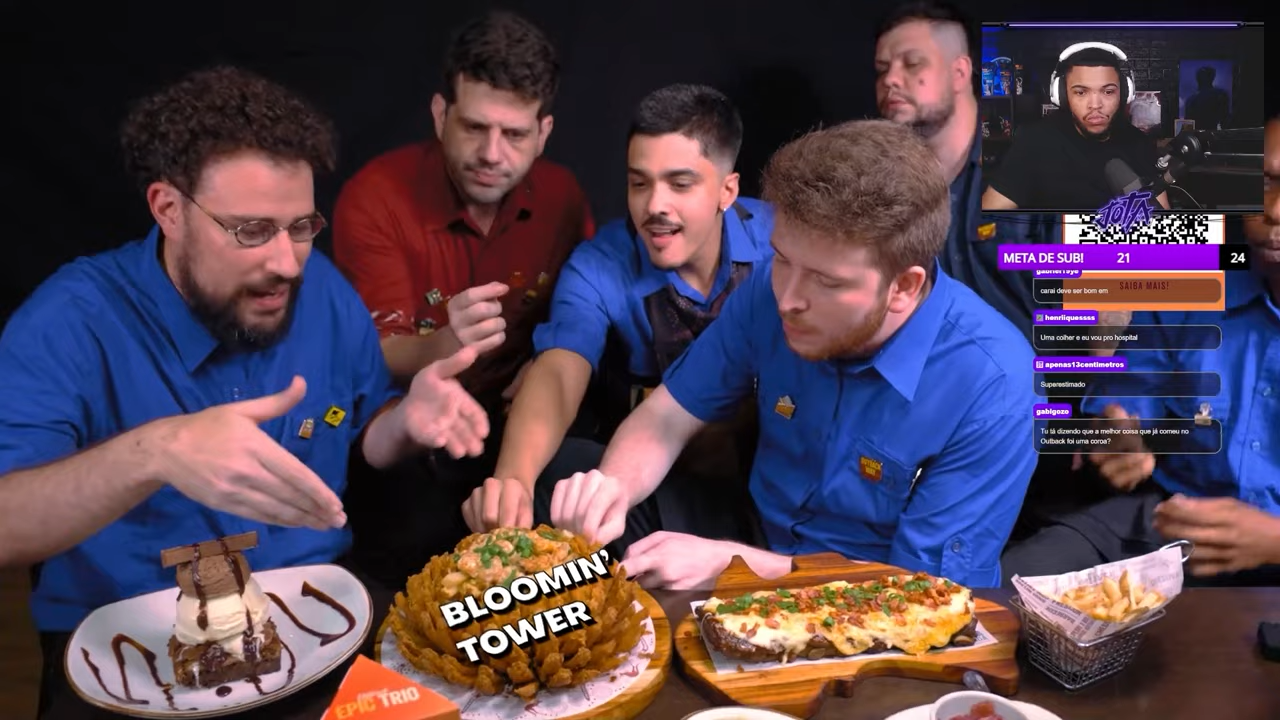 JOTA
META DE SUB! 21 24
gabrierroye
carai deve ser bom em
SAIBA MAIS!
henriquessss
Uma colher e eu vou pro hospital
apenas13centimetros
Superestimado
gabigozo
Tu tá dizendo que a melhor coisa que já comeu no
Outback foi uma coroa?
BLOOMIN'
TOWER
EPIC TRIO